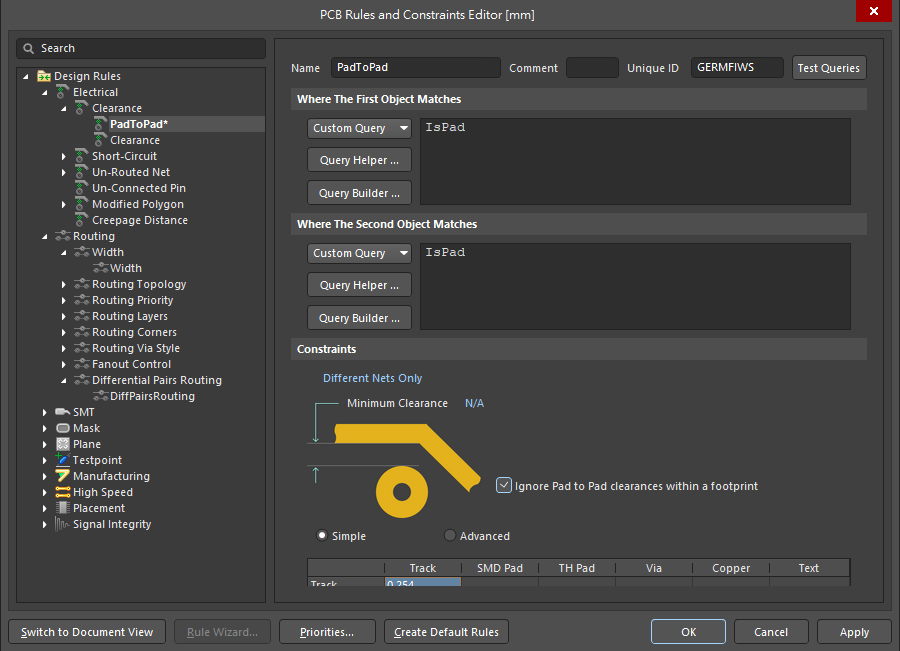 PCB Rules and Constraints Editor [mm]
Search
Design Rules
Electrical
Clearance
PadToPad*
Clearance
Short-Circuit
Un-Routed Net
Un-Connected Pin
Modified Polygon
Creepage Distance
Routing
Width
Width
Routing Topology
Routing Priority
Routing Layers
Routing Corners
Routing Via Style
Fanout Control
Differential Pairs Routing
DiffPairsRouting
SMT
Mask
Plane
Testpoint
Manufacturing
High Speed
Placement
Signal Integrity
Name PadToPad Comment Unique ID GERMFIWS Test Queries
Where The First Object Matches
Custom Query IsPad
Query Helper ...
Query Builder ...
Where The Second Object Matches
Custom Query IsPad
Query Helper ...
Query Builder ...
Constraints
Different Nets Only
Minimum Clearance N/A
Ignore Pad to Pad clearances within a footprint
Simple Advanced
Track SMD Pad TH Pad Via Copper Text
Track 0.254
Switch to Document View Rule Wizard... Priorities... Create Default Rules OK Cancel Apply